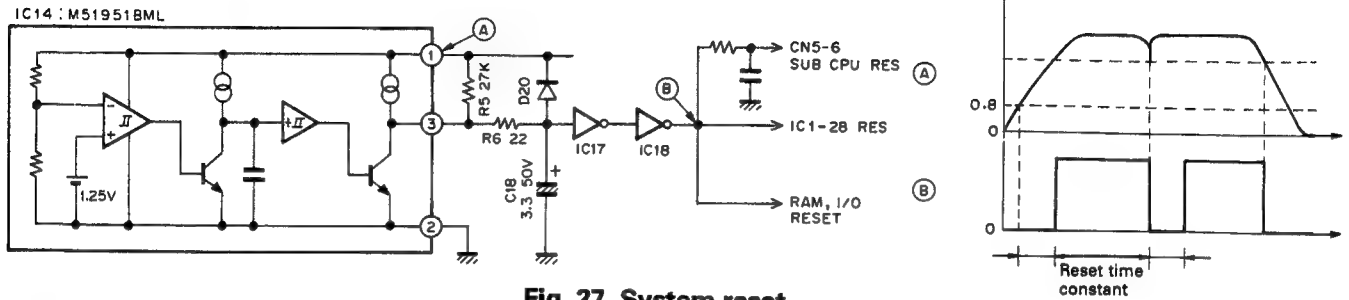 IC14 : M51951BML
A
1
3
2
II
−
+
+
II
1.25V
R5 27K
D20
R6 22
C18
3.3 50V
+
IC17
IC18
B
CN5-6
SUB CPU RES
IC1-28 RES
RAM, I/O
RESET
A
0.8
0
B
0
Reset time
constant
Fig. 27 System reset